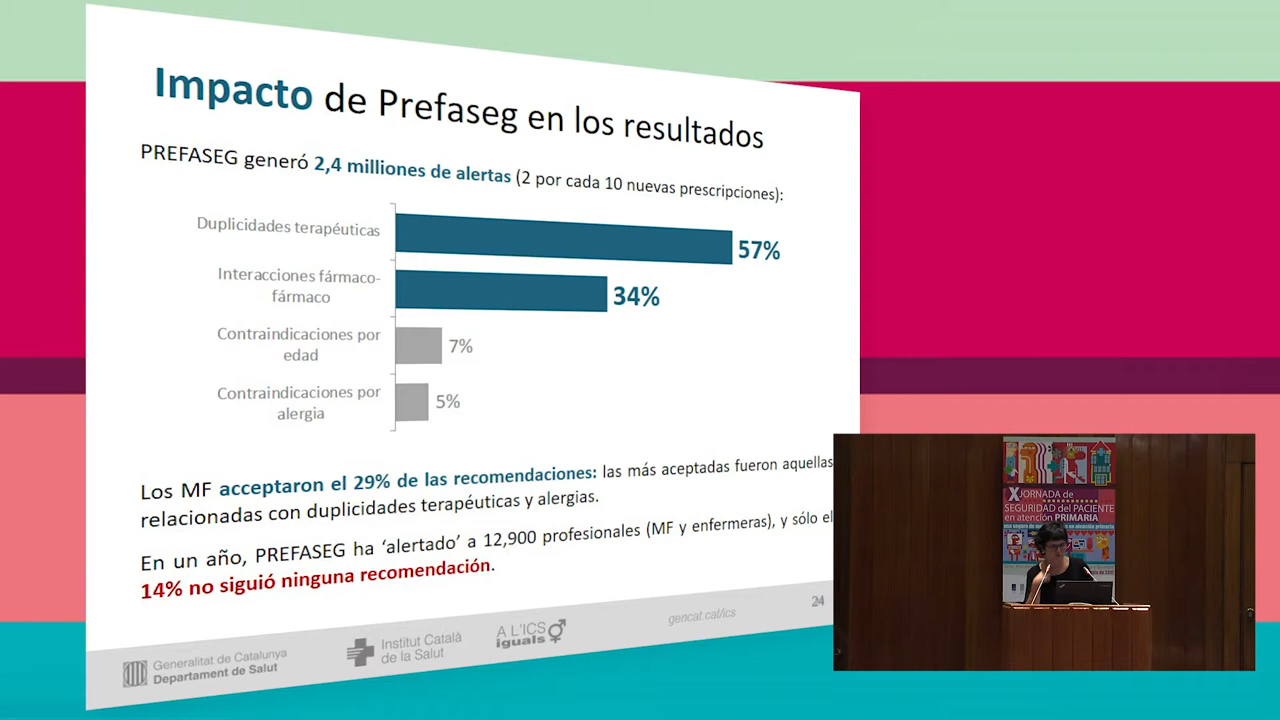 Impacto de Prefaseg en los resultados
PREFASEG generó 2,4 milliones de alertas (2 por cada 10 nuevas prescripciones):
Duplicidades terapéuticas
57%
Interacciones fármaco-
fármaco
34%
Contraindicaciones por
edad
7%
Contraindicaciones por
alergia
5%
Los MF acceptaron el 29% de las recomendaciones: las más aceptadas fueron aquellas
relacionadas con duplicidades terapéuticas y alergias.
En un año, PREFASEG ha ‘alertado’ a 12,900 profesionales (MF y enfermeras), y sólo el
14% no siguió ninguna recomendación.
Generalitat de Catalunya
Departament de Salut
Institut Català
de la Salut
A L'ICS
iguals
gencat.cat/ics
24
X JORNADA de
SEGURIDAD del PACIENTE
en atención PRIMARIA